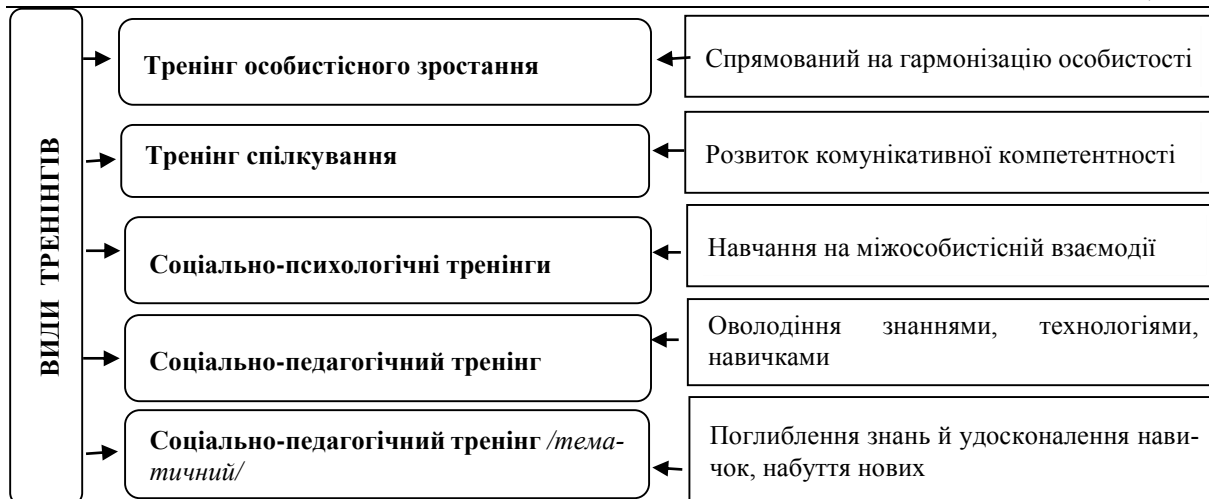 ВИДИ ТРЕНІНГІВ
Тренінг особистісного зростання
Спрямований на гармонізацію особистості
Тренінг спілкування
Розвиток комунікативної компетентності
Соціально-психологічні тренінги
Навчання на міжособистісній взаємодії
Соціально-педагогічний тренінг
Оволодіння знаннями, технологіями,
навичками
Соціально-педагогічний тренінг /тема-
тичний/
Поглиблення знань й удосконалення нави-
чок, набуття нових